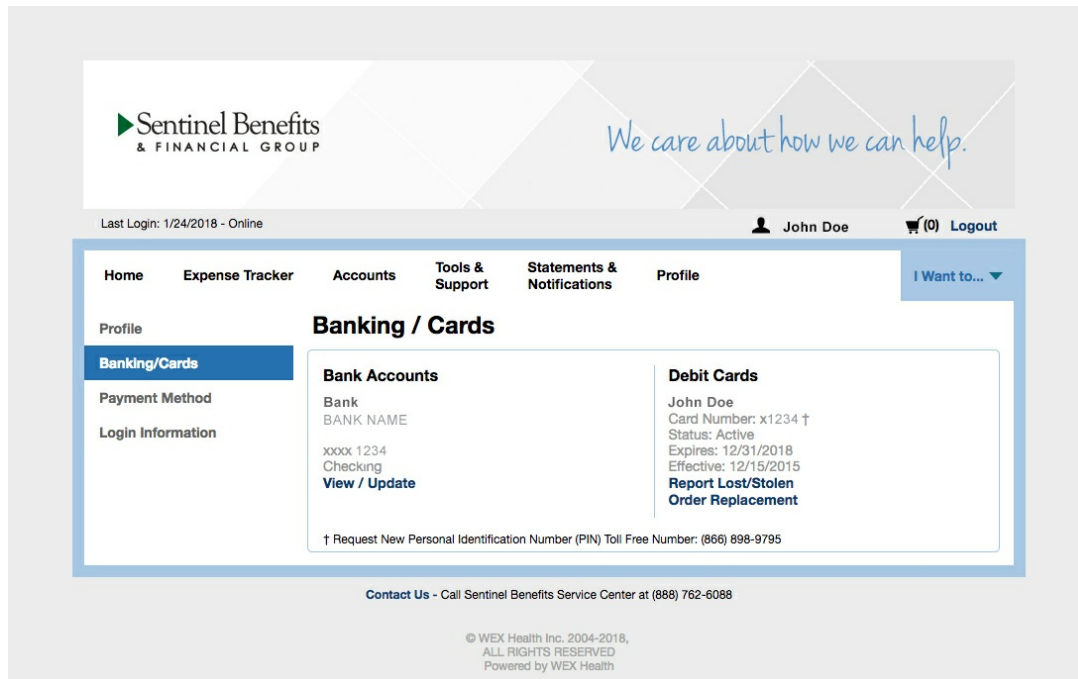 Sentinel Benefits
& FINANCIAL GROUP
We care about how we can help.
Last Login: 1/24/2018 - Online
John Doe
(0) Logout
Home
Expense Tracker
Accounts
Tools &
Support
Statements &
Notifications
Profile
I Want to...
Profile
Banking/Cards
Payment Method
Login Information
Banking / Cards
Bank Accounts
Bank
BANK NAME
xxxx 1234
Checking
View / Update
Debit Cards
John Doe
Card Number: x1234 †
Status: Active
Expires: 12/31/2018
Effective: 12/15/2015
Report Lost/Stolen
Order Replacement
† Request New Personal Identification Number (PIN) Toll Free Number: (866) 898-9795
Contact Us - Call Sentinel Benefits Service Center at (888) 762-6088
© WEX Health Inc. 2004-2018,
ALL RIGHTS RESERVED
Powered by WEX Health